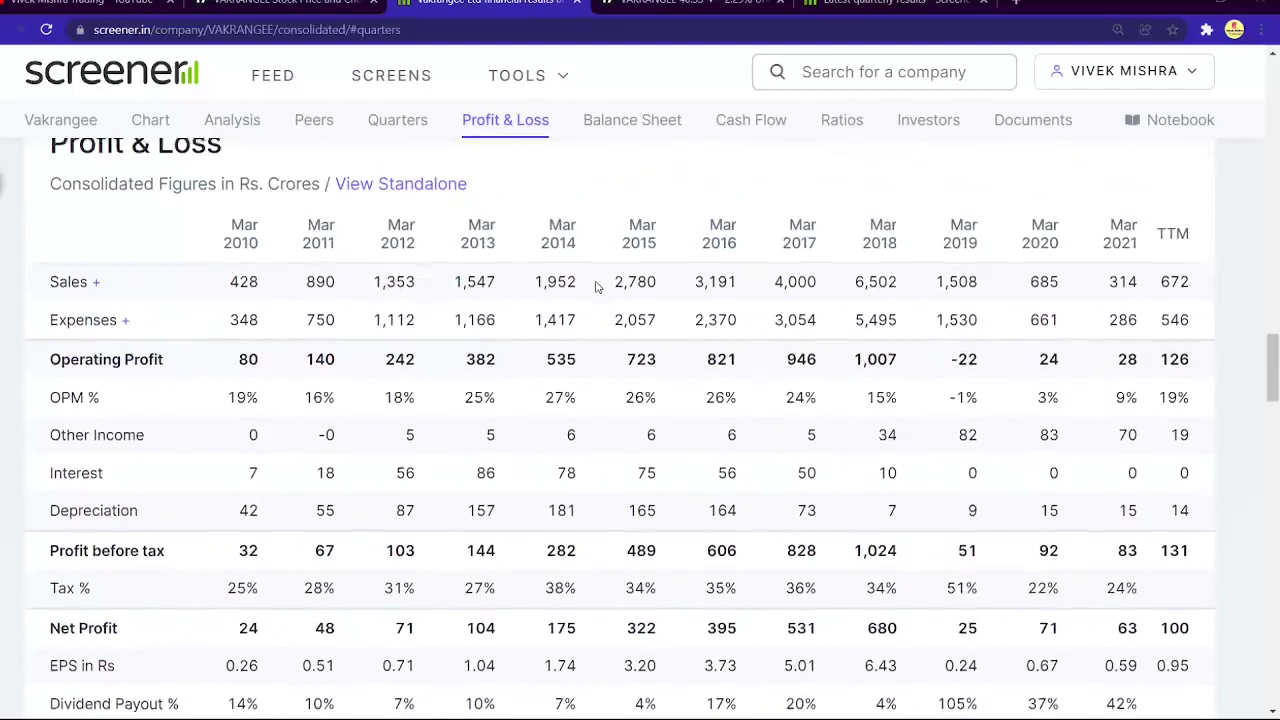 screener.in/company/VAKRANGEE/consolidated/#quarters
screener
FEED SCREENS TOOLS
Search for a company
VIVEK MISHRA
Vakrangee Chart Analysis Peers Quarters Profit & Loss Balance Sheet Cash Flow Ratios Investors Documents Notebook
Profit & Loss
Consolidated Figures in Rs. Crores / View Standalone
Mar 2010 Mar 2011 Mar 2012 Mar 2013 Mar 2014 Mar 2015 Mar 2016 Mar 2017 Mar 2018 Mar 2019 Mar 2020 Mar 2021 TTM
Sales + 428 890 1,353 1,547 1,952 2,780 3,191 4,000 6,502 1,508 685 314 672
Expenses + 348 750 1,112 1,166 1,417 2,057 2,370 3,054 5,495 1,530 661 286 546
Operating Profit 80 140 242 382 535 723 821 946 1,007 -22 24 28 126
OPM % 19% 16% 18% 25% 27% 26% 26% 24% 15% -1% 3% 9% 19%
Other Income 0 -0 5 5 6 6 6 5 34 82 83 70 19
Interest 7 18 56 86 78 75 56 50 10 0 0 0 0
Depreciation 42 55 87 157 181 165 164 73 7 9 15 15 14
Profit before tax 32 67 103 144 282 489 606 828 1,024 51 92 83 131
Tax % 25% 28% 31% 27% 38% 34% 35% 36% 34% 51% 22% 24%
Net Profit 24 48 71 104 175 322 395 531 680 25 71 63 100
EPS in Rs 0.26 0.51 0.71 1.04 1.74 3.20 3.73 5.01 6.43 0.24 0.67 0.59 0.95
Dividend Payout % 14% 10% 7% 10% 7% 4% 17% 20% 4% 105% 37% 42%